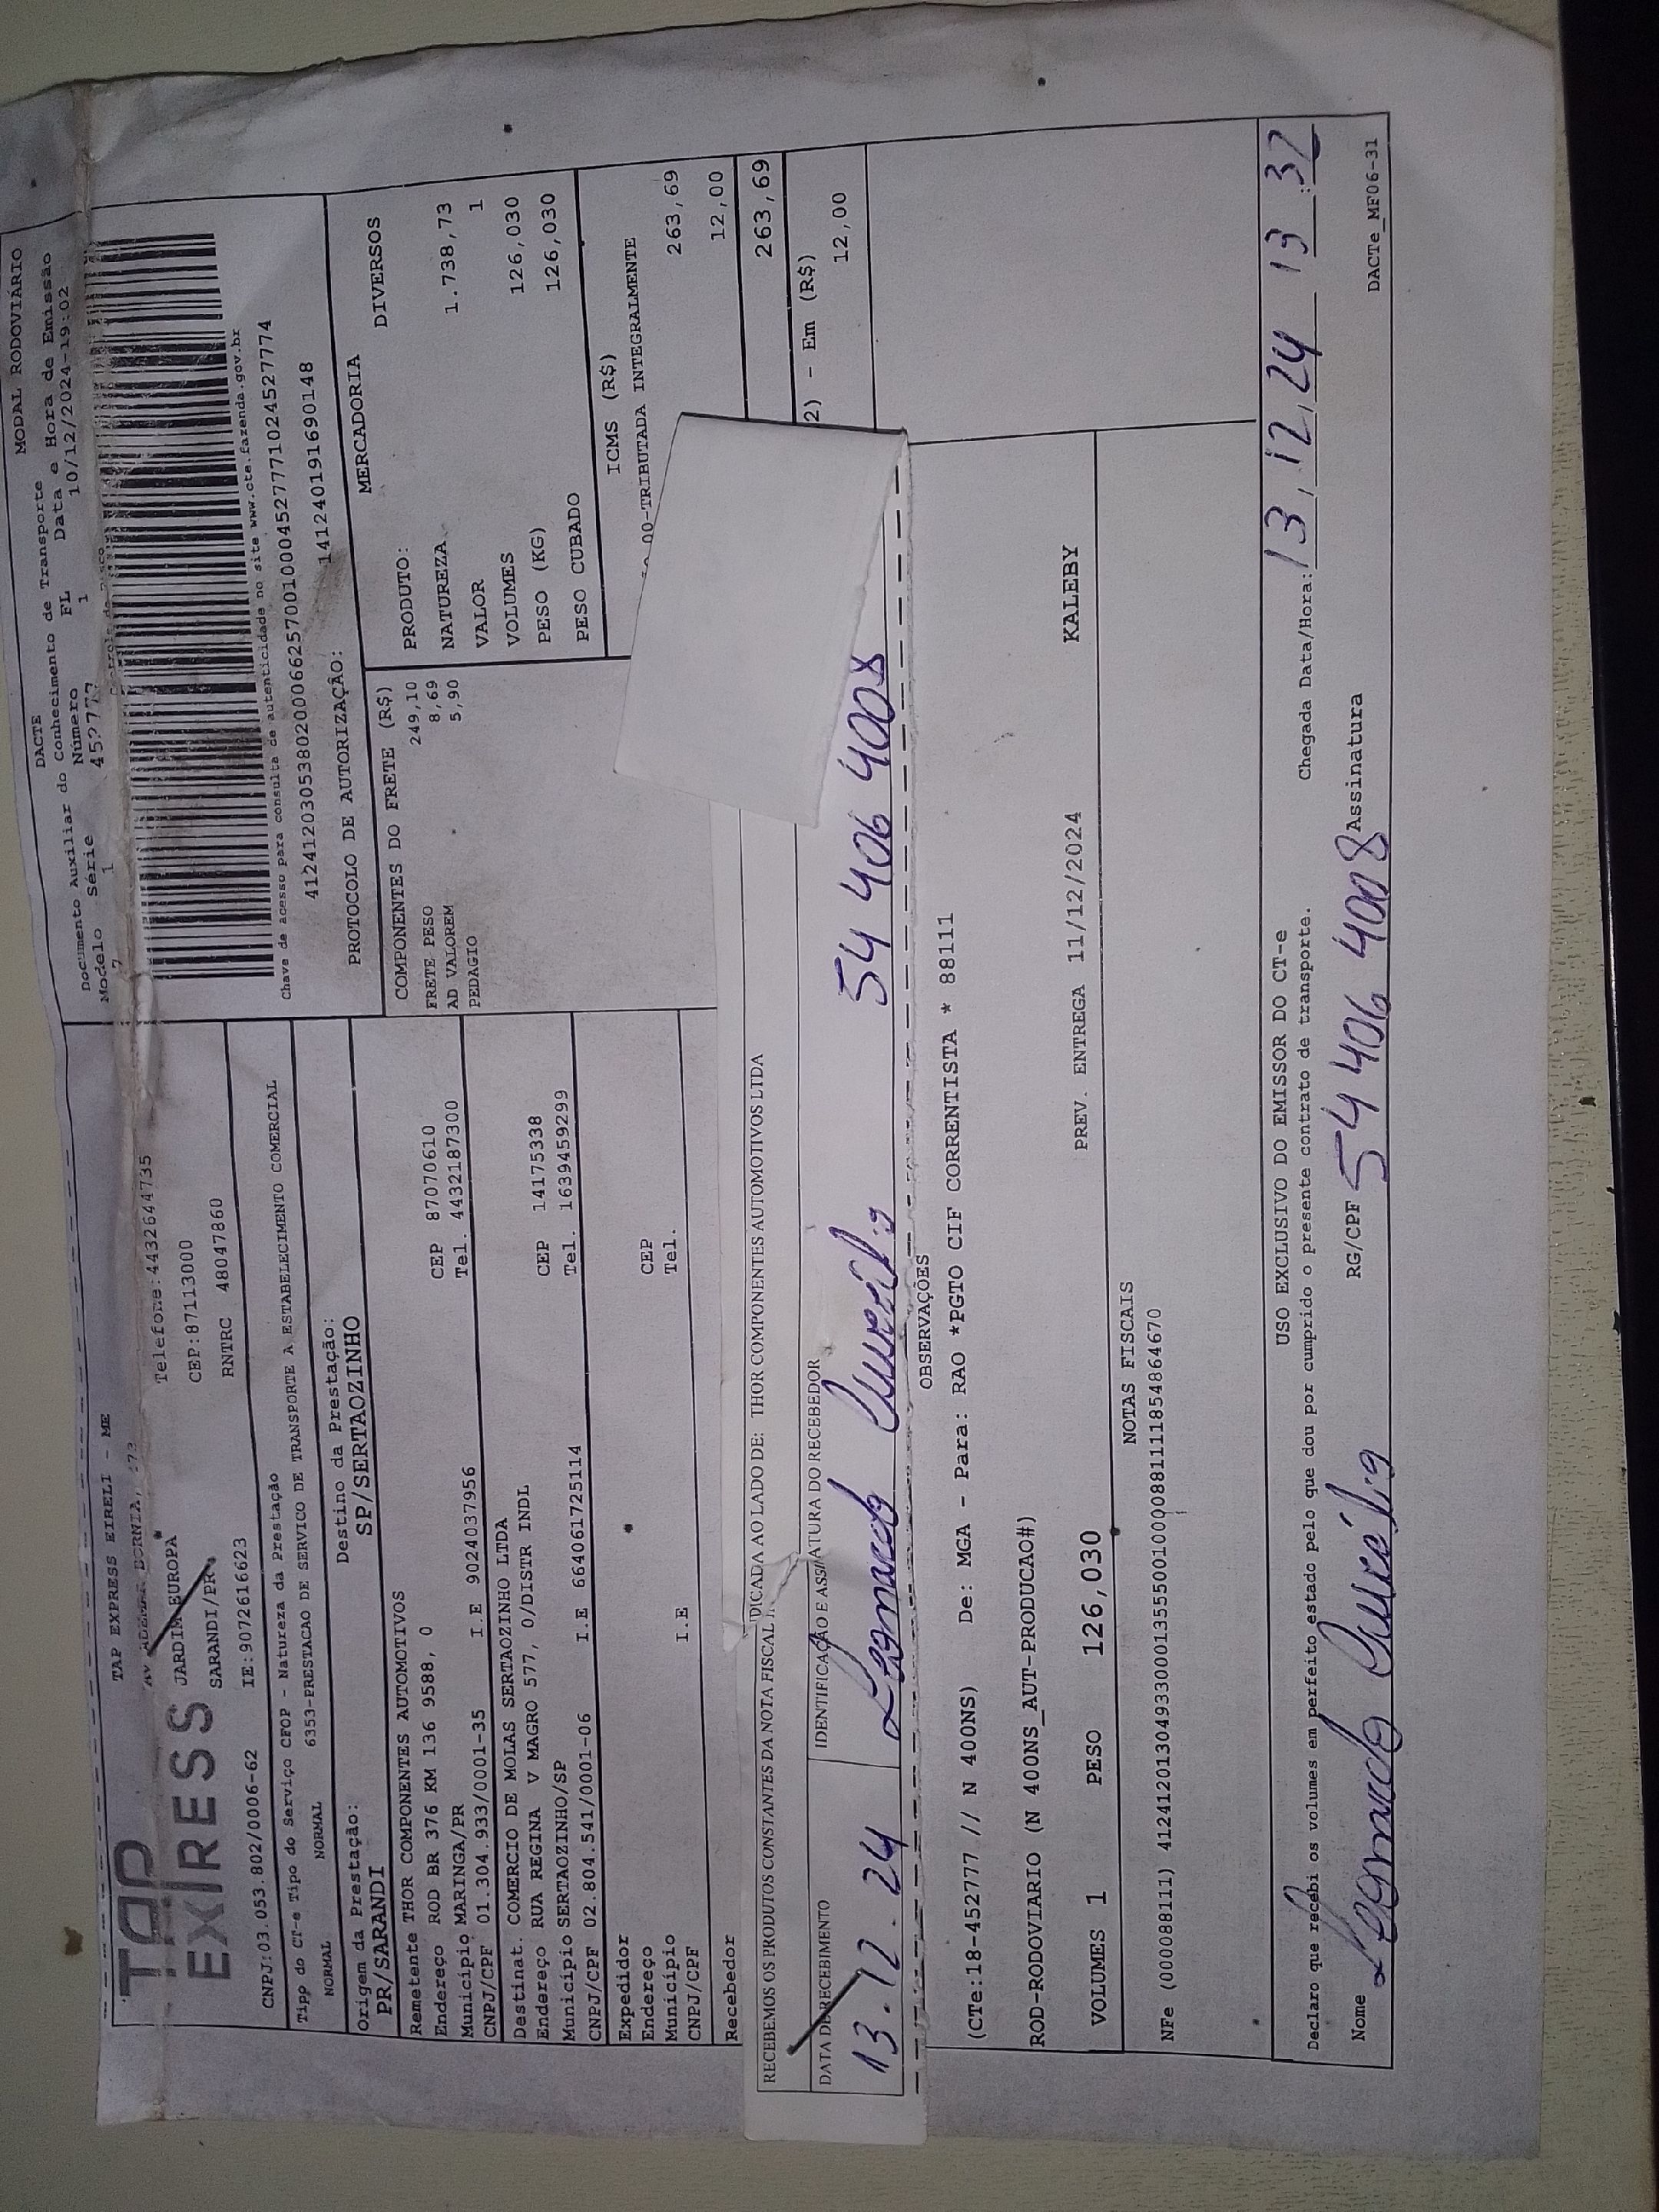 TAP
EXPRESS
TAP EXPRESS EIRELI - ME
Telefone:4432644735
JARDIM EUROPA
CEP:87113000
SARANDI/PR
CNPJ:03.053.802/0006-62 IE:9072616623 RNTRC 48047860
MODAL RODOVIÁRIO
DACTE
Documento Auxiliar do Conhecimento de Transporte
Modelo Série Número FL Data e Hora de Emissão
7 1 452777 1 10/12/2024-19:02
Chave de acesso para consulta de autenticidade no site www.cte.fazenda.gov.br
41241203053802000662570010004527777102452777 4
PROTOCOLO DE AUTORIZAÇÃO: 141240191690148
Tipp do CT-e Tipo do Serviço CFOP - Natureza da Prestação
NORMAL NORMAL 6353-PRESTACAO DE SERVICO DE TRANSPORTE A ESTABELECIMENTO COMERCIAL
Origem da Prestação: Destino da Prestação:
PR/SARANDI SP/SERTAOZINHO
Remetente THOR COMPONENTES AUTOMOTIVOS
Endereço ROD BR 376 KM 136 9588, 0 CEP 87070610
Município MARINGA/PR Tel. 4432187300
CNPJ/CPF 01.304.933/0001-35 I.E 9024037956
Destinat. COMERCIO DE MOLAS SERTAOZINHO LTDA
Endereço RUA REGINA V MAGRO 577, 0/DISTR INDL CEP 14175338
Município SERTAOZINHO/SP Tel. 1639459299
CNPJ/CPF 02.804.541/0001-06 I.E 664061725114
Expedidor
Endereço CEP
Município Tel.
CNPJ/CPF I.E
Recebedor
COMPONENTES DO FRETE (R$)
FRETE PESO 249,10
AD VALOREM 8,69
PEDAGIO 5,90
MERCADORIA
PRODUTO: DIVERSOS
NATUREZA
VALOR 1.738,73
VOLUMES 1
PESO (KG) 126,030
PESO CUBADO 126,030
ICMS (R$)
00-TRIBUTADA INTEGRALMENTE
263,69
12,00
263,69
2) - Em (R$)
12,00
RECEBEMOS OS PRODUTOS CONSTANTES DA NOTA FISCAL INDICADA AO LADO DE: THOR COMPONENTES AUTOMOTIVOS LTDA
DATA DE RECEBIMENTO IDENTIFICAÇÃO E ASSINATURA DO RECEBEDOR
13.12.24 Leonardo Aurélio 54 406 4008
OBSERVAÇÕES
(CTe:18-452777 // N 400NS) De: MGA - Para: RAO *PGTO CIF CORRENTISTA * 88111
ROD-RODOVIARIO (N 400NS_AUT-PRODUCAO#)
VOLUMES 1 PESO 126,030 PREV. ENTREGA 11/12/2024 KALEBY
NOTAS FISCAIS
NFe (000088111) 41241201304933000135550010000881111854864670
USO EXCLUSIVO DO EMISSOR DO CT-e
Declaro que recebi os volumes em perfeito estado pelo que dou por cumprido o presente contrato de transporte. Chegada Data/Hora: 13,12,24 13:32
Nome Leonardo Aurélio RG/CPF 54 406 4008 Assinatura
DACTe_MF06-31